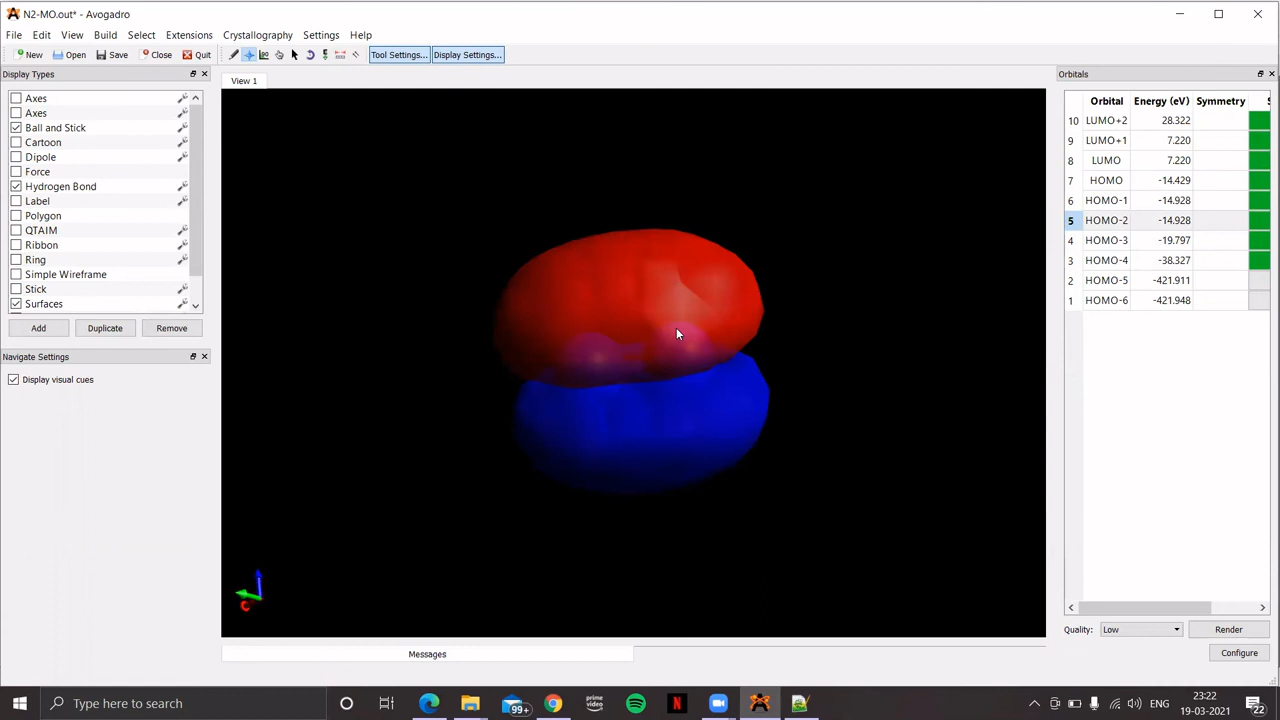 N2-MO.out* - Avogadro
File Edit View Build Select Extensions Crystallography Settings Help
New Open Save Close Quit Tool Settings... Display Settings...
Display Types
Axes
Axes
Ball and Stick
Cartoon
Dipole
Force
Hydrogen Bond
Label
Polygon
QTAIM
Ribbon
Ring
Simple Wireframe
Stick
Surfaces
Add Duplicate Remove
Navigate Settings
Display visual cues
View 1
Messages
Orbitals
Orbital Energy (eV) Symmetry
10 LUMO+2 28.322
9 LUMO+1 7.220
8 LUMO 7.220
7 HOMO -14.429
6 HOMO-1 -14.928
5 HOMO-2 -14.928
4 HOMO-3 -19.797
3 HOMO-4 -38.327
2 HOMO-5 -421.911
1 HOMO-6 -421.948
Quality: Low Render
Configure
Type here to search
99+
prime video
N
ENG
23:22
19-03-2021
22